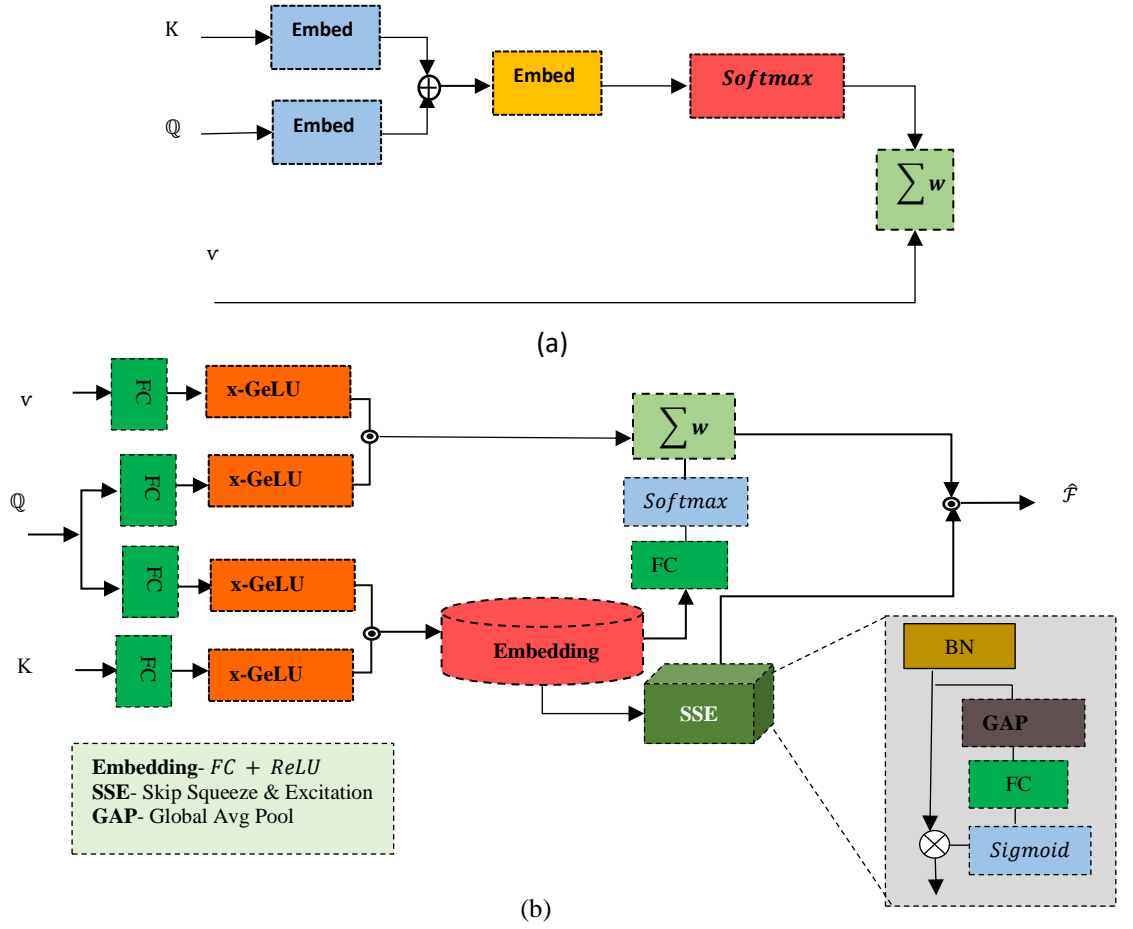 K
Embed
Embed
Softmax
ℚ
Embed
∑ w
v
(a)
v
FC
x-GeLU
∑ w
FC
x-GeLU
Softmax
ℚ
ℱ̂
FC
FC
x-GeLU
Embedding
BN
K
FC
x-GeLU
SSE
GAP
FC
Sigmoid
Embedding- FC + ReLU
SSE- Skip Squeeze & Excitation
GAP- Global Avg Pool
(b)